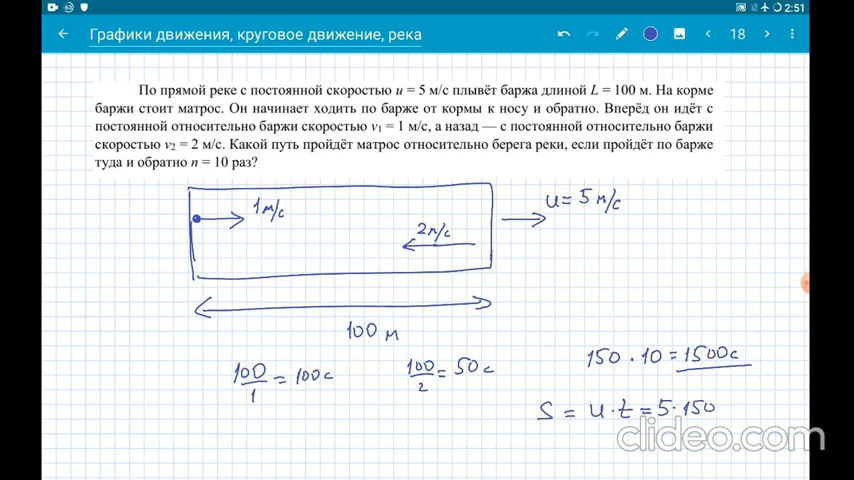 63
2:51
Графики движения, круговое движение, река
18
По прямой реке с постоянной скоростью u = 5 м/с плывёт баржа длиной L = 100 м. На корме
баржи стоит матрос. Он начинает ходить по барже от кормы к носу и обратно. Вперёд он идёт с
постоянной относительно баржи скоростью v₁ = 1 м/с, а назад — с постоянной относительно баржи
скоростью v₂ = 2 м/с. Какой путь пройдёт матрос относительно берега реки, если пройдёт по барже
туда и обратно n = 10 раз?
1 м/с
u = 5 м/с
2 м/с
100 м
100/1 = 100 с
100/2 = 50 с
150 · 10 = 1500 с
S = u · t = 5 · 150
clideo.com